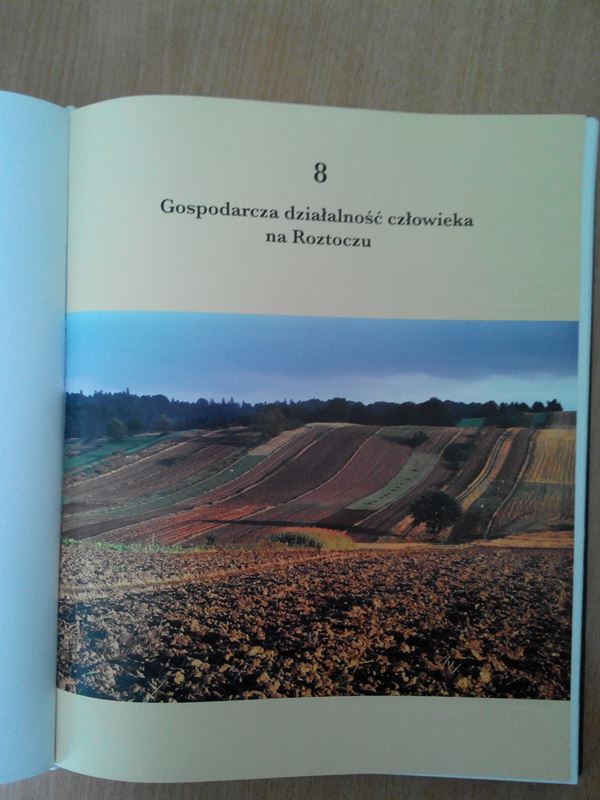 8
Gospodarcza działalność człowieka
na Roztoczu